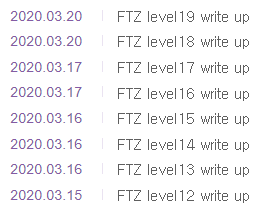 2020.03.20 FTZ level19 write up
2020.03.20 FTZ level18 write up
2020.03.17 FTZ level17 write up
2020.03.17 FTZ level16 write up
2020.03.16 FTZ level15 write up
2020.03.16 FTZ level14 write up
2020.03.16 FTZ level13 write up
2020.03.15 FTZ level12 write up